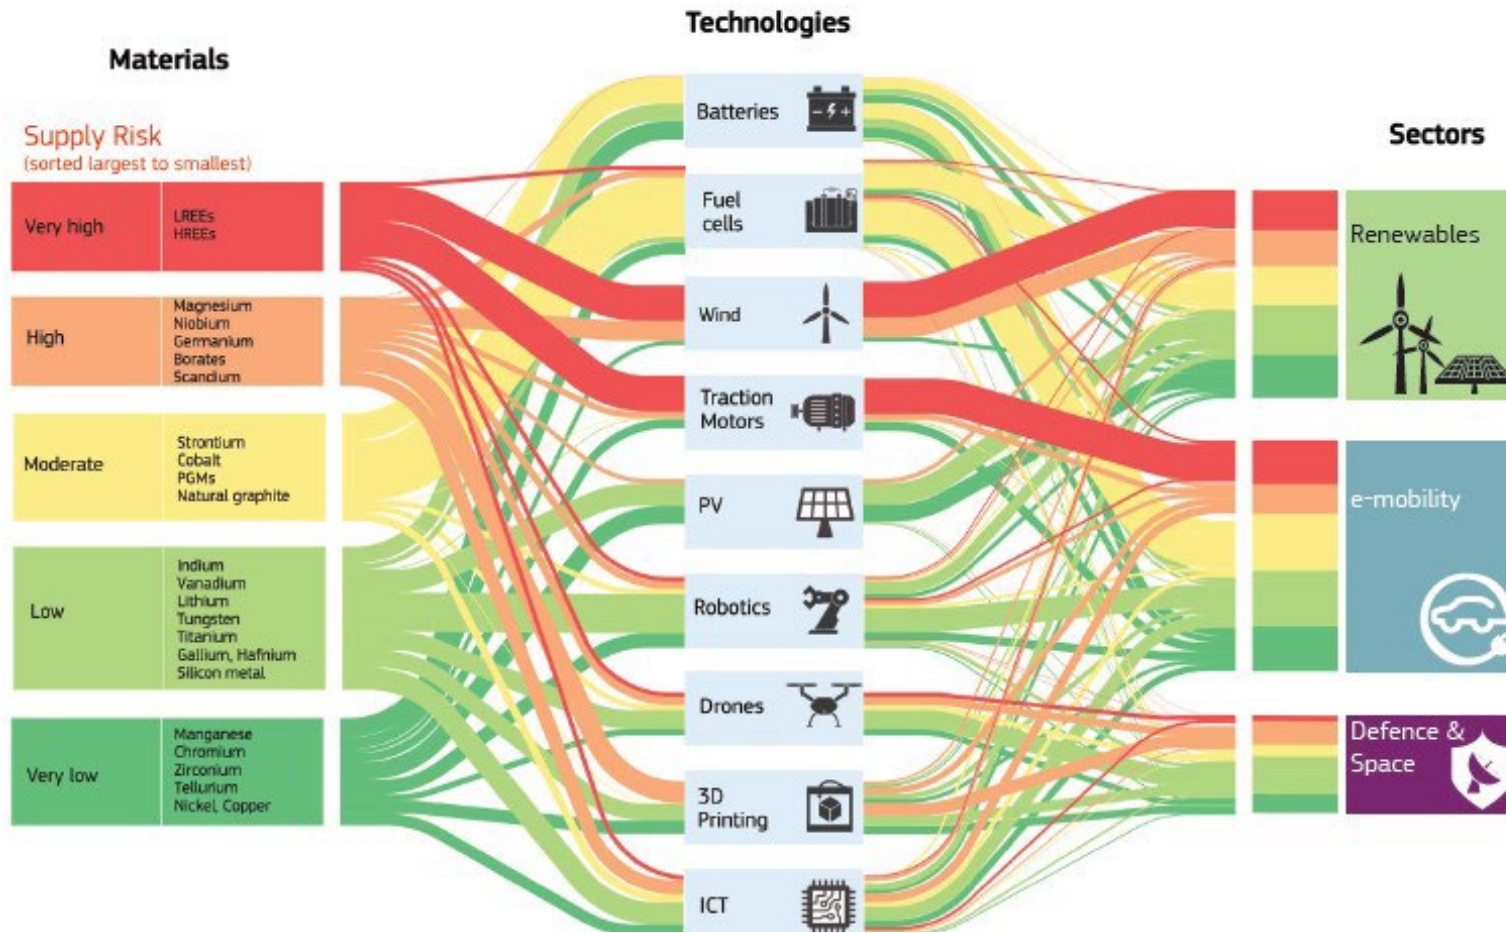 Technologies
Materials
Sectors
Supply Risk
(sorted largest to smallest)
Very high
LREEs
HREEs
High
Magnesium
Niobium
Germanium
Borates
Scandium
Moderate
Strontium
Cobalt
PGMs
Natural graphite
Low
Indium
Vanadium
Lithium
Tungsten
Titanium
Gallium, Hafnium
Silicon metal
Very low
Manganese
Chromium
Zirconium
Tellurium
Nickel, Copper
Batteries
Fuel
cells
Wind
Traction
Motors
PV
Robotics
Drones
3D
Printing
ICT
Renewables
e-mobility
Defence &
Space